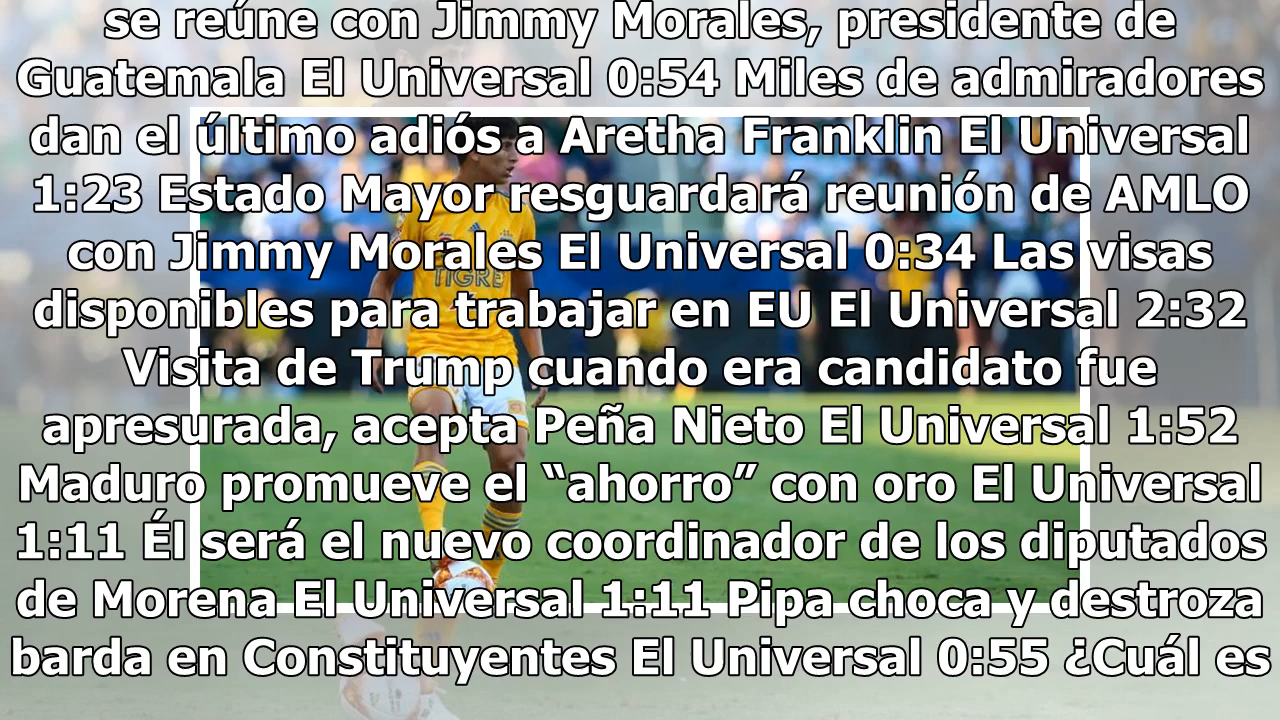 se reúne con Jimmy Morales, presidente de
Guatemala El Universal 0:54 Miles de admiradores
dan el último adiós a Aretha Franklin El Universal
1:23 Estado Mayor resguardará reunión de AMLO
con Jimmy Morales El Universal 0:34 Las visas
disponibles para trabajar en EU El Universal 2:32
Visita de Trump cuando era candidato fue
apresurada, acepta Peña Nieto El Universal 1:52
Maduro promueve el “ahorro” con oro El Universal
1:11 Él será el nuevo coordinador de los diputados
de Morena El Universal 1:11 Pipa choca y destroza
barda en Constituyentes El Universal 0:55 ¿Cuál es
TIGRE